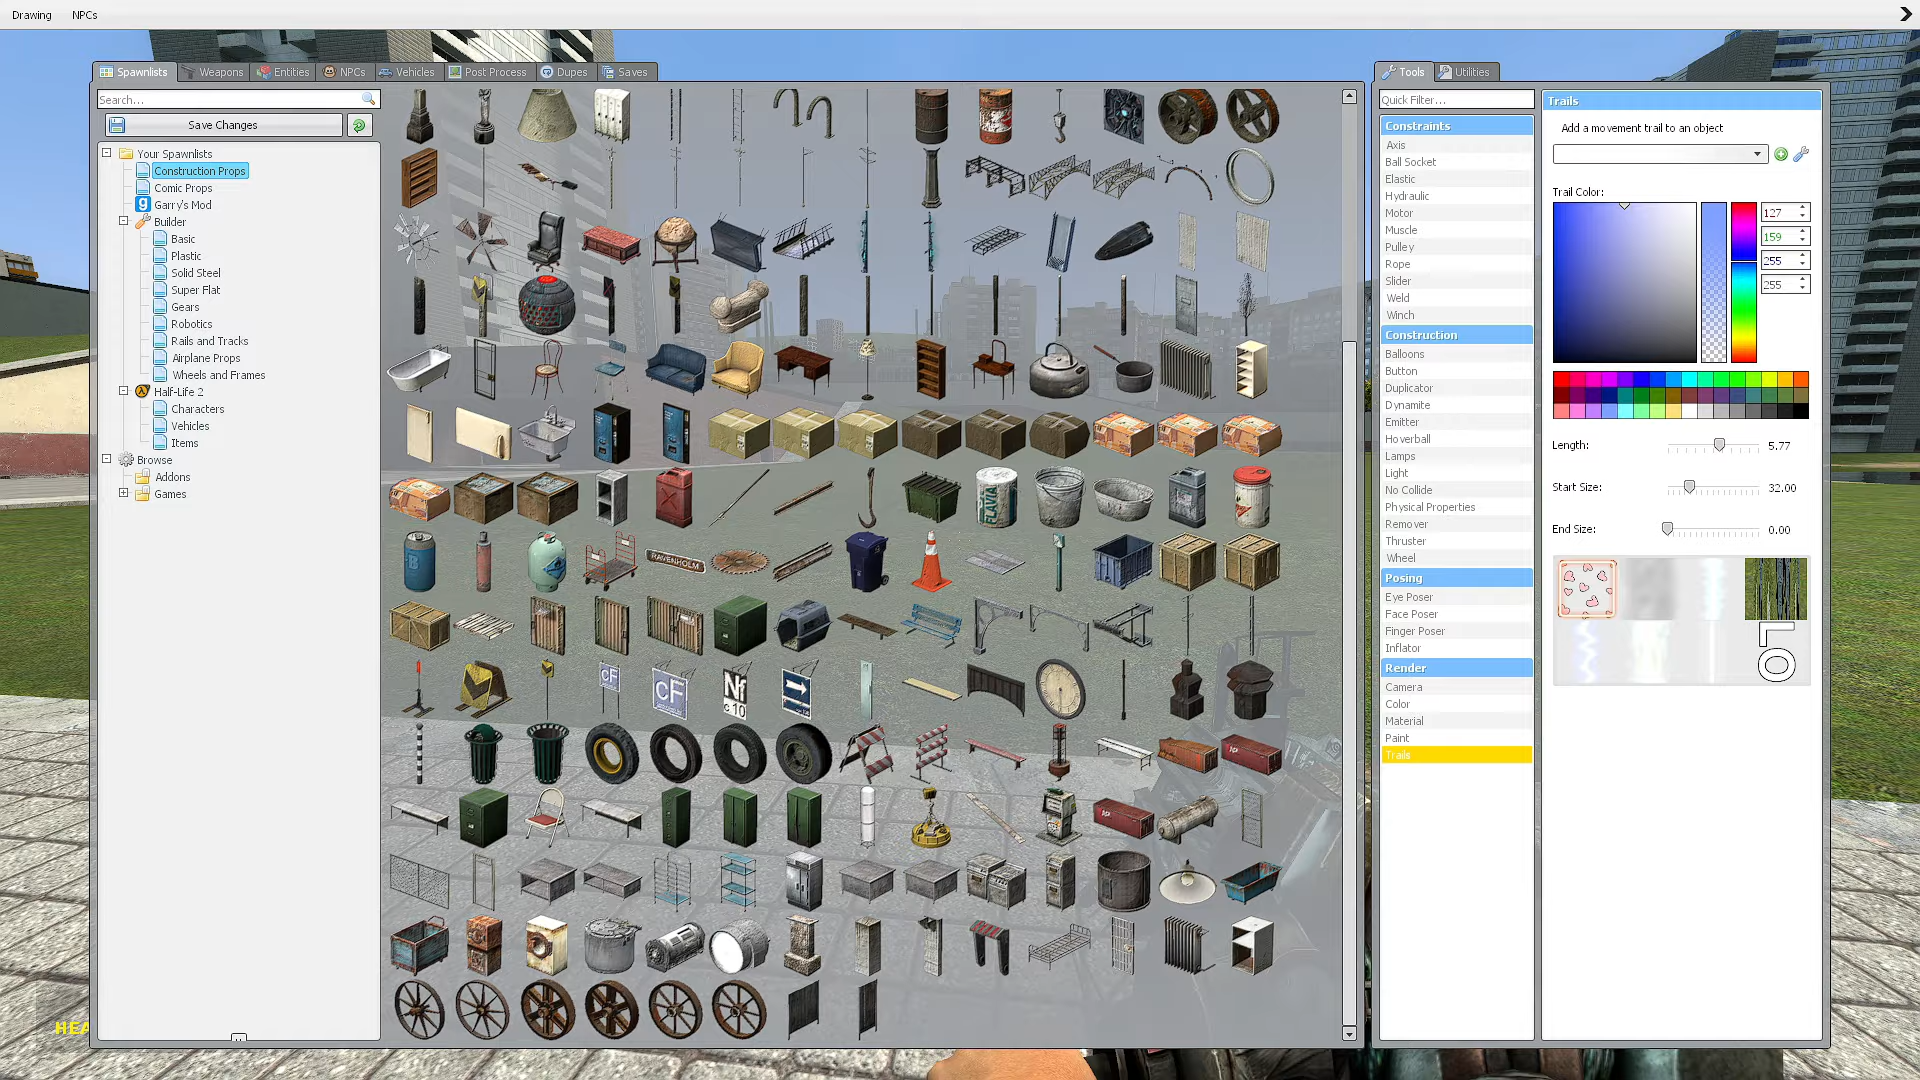 Drawing NPCs
Spawnlists Weapons Entities NPCs Vehicles Post Process Dupes Saves
Search...
Save Changes
Your Spawnlists
Construction Props
Comic Props
Garry's Mod
Builder
Basic
Plastic
Solid Steel
Super Flat
Gears
Robotics
Rails and Tracks
Airplane Props
Wheels and Frames
Half-Life 2
Characters
Vehicles
Items
Browse
Addons
Games
RAVENHOLM
cF
cF
Nf
c 10
HEA
Tools Utilities
Quick Filter...
Constraints
Axis
Ball Socket
Elastic
Hydraulic
Motor
Muscle
Pulley
Rope
Slider
Weld
Winch
Construction
Balloons
Button
Duplicator
Dynamite
Emitter
Hoverball
Lamps
Light
No Collide
Physical Properties
Remover
Thruster
Wheel
Posing
Eye Poser
Face Poser
Finger Poser
Inflator
Render
Camera
Color
Material
Paint
Trails
Trails
Add a movement trail to an object
Trail Color:
127
159
255
255
Length: 5.77
Start Size: 32.00
End Size: 0.00